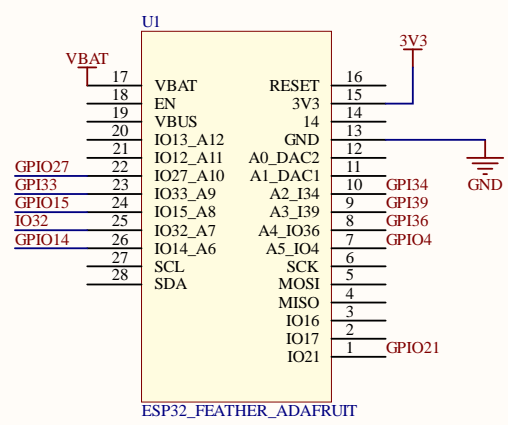 U1
3V3
VBAT
17 VBAT RESET 16
18 EN 3V3 15
19 VBUS 14 14
20 IO13_A12 GND 13
21 IO12_A11 A0_DAC2 12
GPIO27 22 IO27_A10 A1_DAC1 11
GPI33 23 IO33_A9 A2_I34 10 GPI34 GND
GPIO15 24 IO15_A8 A3_I39 9 GPI39
IO32 25 IO32_A7 A4_IO36 8 GPI36
GPIO14 26 IO14_A6 A5_IO4 7 GPIO4
27 SCL SCK 6
28 SDA MOSI 5
MISO 4
IO16 3
IO17 2
IO21 1 GPIO21
ESP32_FEATHER_ADAFRUIT